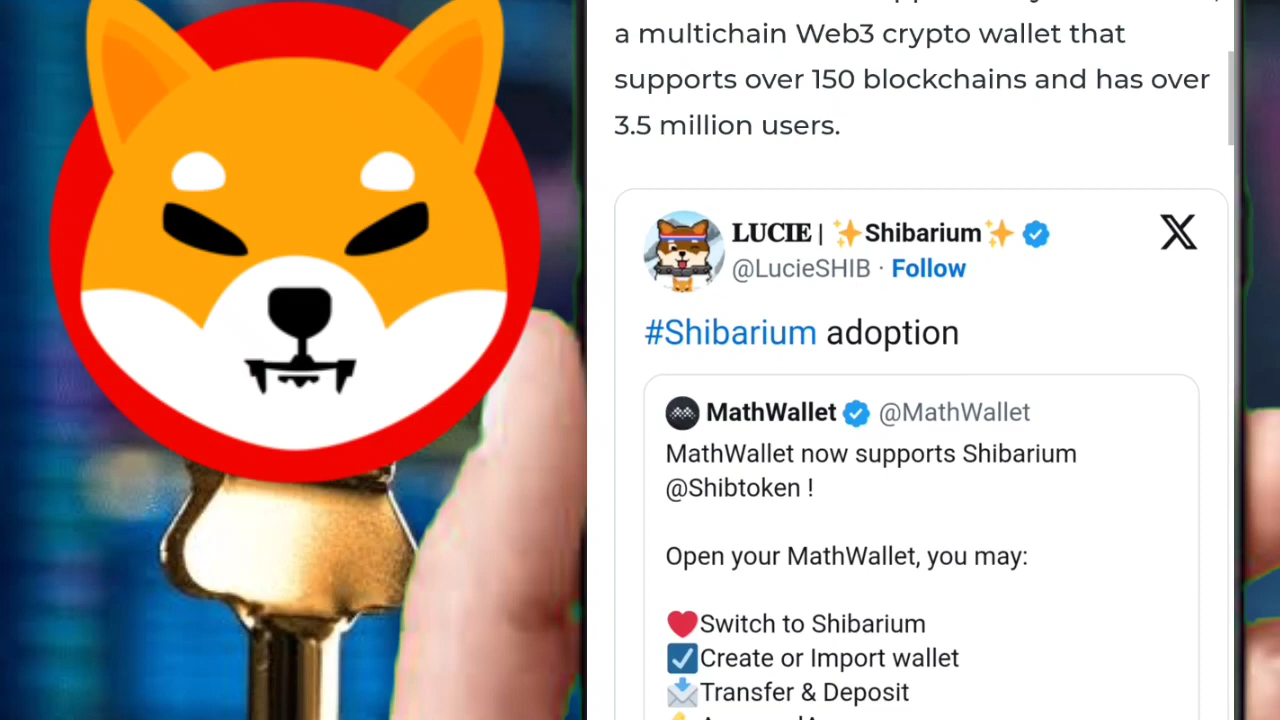 a multichain Web3 crypto wallet that
supports over 150 blockchains and has over
3.5 million users.
LUCIE | ✨Shibarium✨
@LucieSHIB · Follow
#Shibarium adoption
MathWallet @MathWallet
MathWallet now supports Shibarium
@Shibtoken !
Open your MathWallet, you may:
❤️Switch to Shibarium
☑️Create or Import wallet
📩Transfer & Deposit